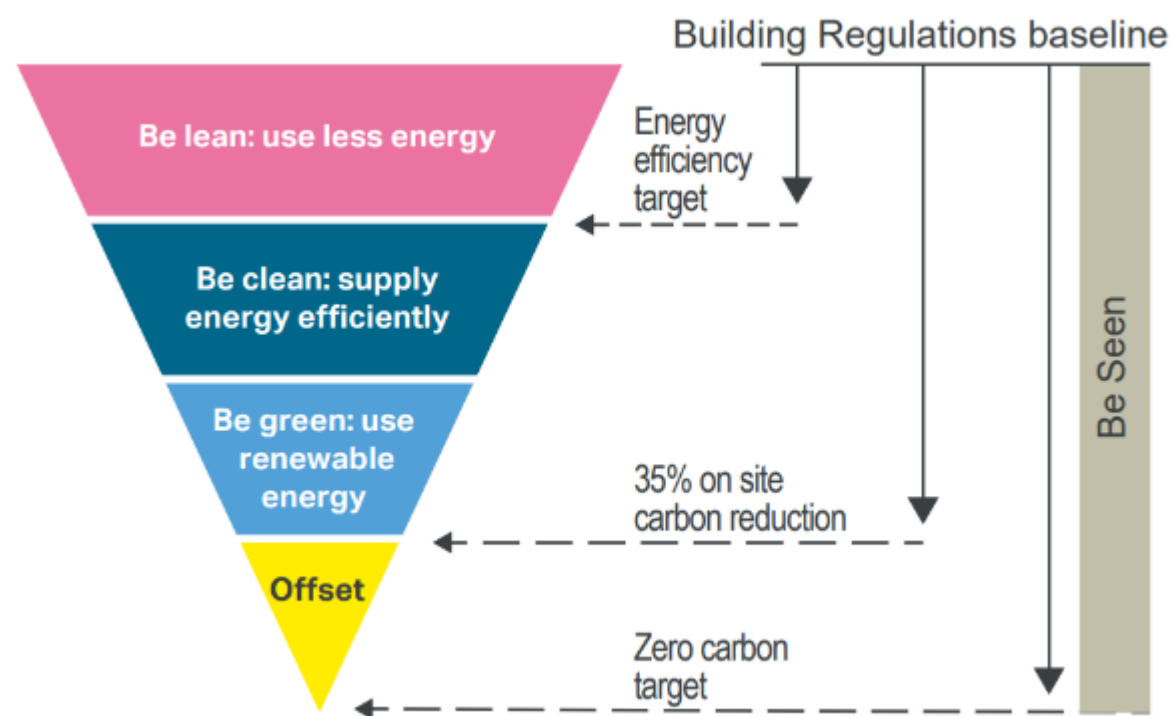 Building Regulations baseline
Be lean: use less energy
Energy
efficiency
target
Be clean: supply
energy efficiently
Be green: use
renewable
energy
35% on site
carbon reduction
Offset
Zero carbon
target
Be Seen